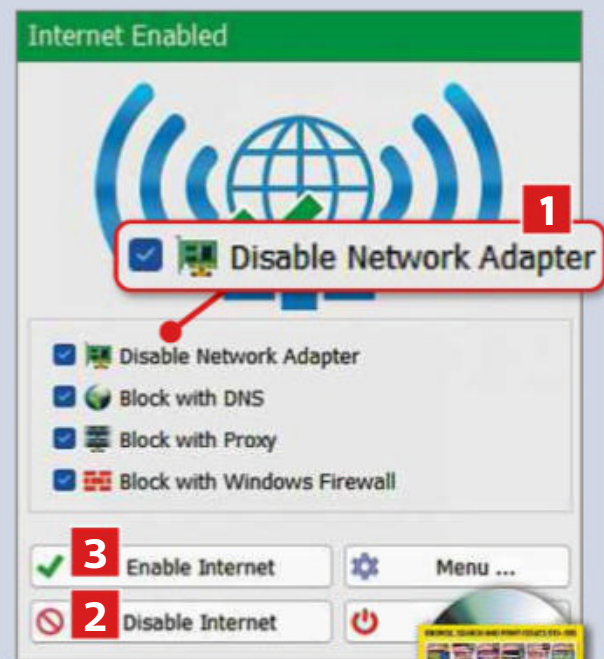 Internet Enabled
1
Disable Network Adapter
Disable Network Adapter
Block with DNS
Block with Proxy
Block with Windows Firewall
3 Enable Internet
Menu ...
2 Disable Internet